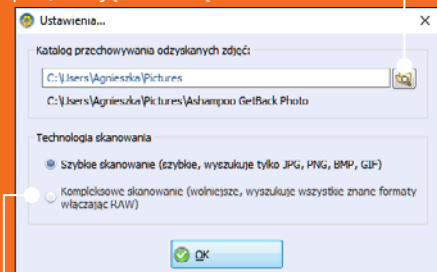 Ustawienia...
Katalog przechowywania odzyskanych zdjęć:
C:\Users\Agnieszka\Pictures
C:\Users\Agnieszka\Pictures\Ashampoo GetBack Photo
Technologia skanowania
Szybkie skanowanie (szybkie, wyszukuje tylko JPG, PNG, BMP, GIF)
Kompleksowe skanowanie (wolniejsze, wyszukuje wszystkie znane formaty
włączając RAW)
OK